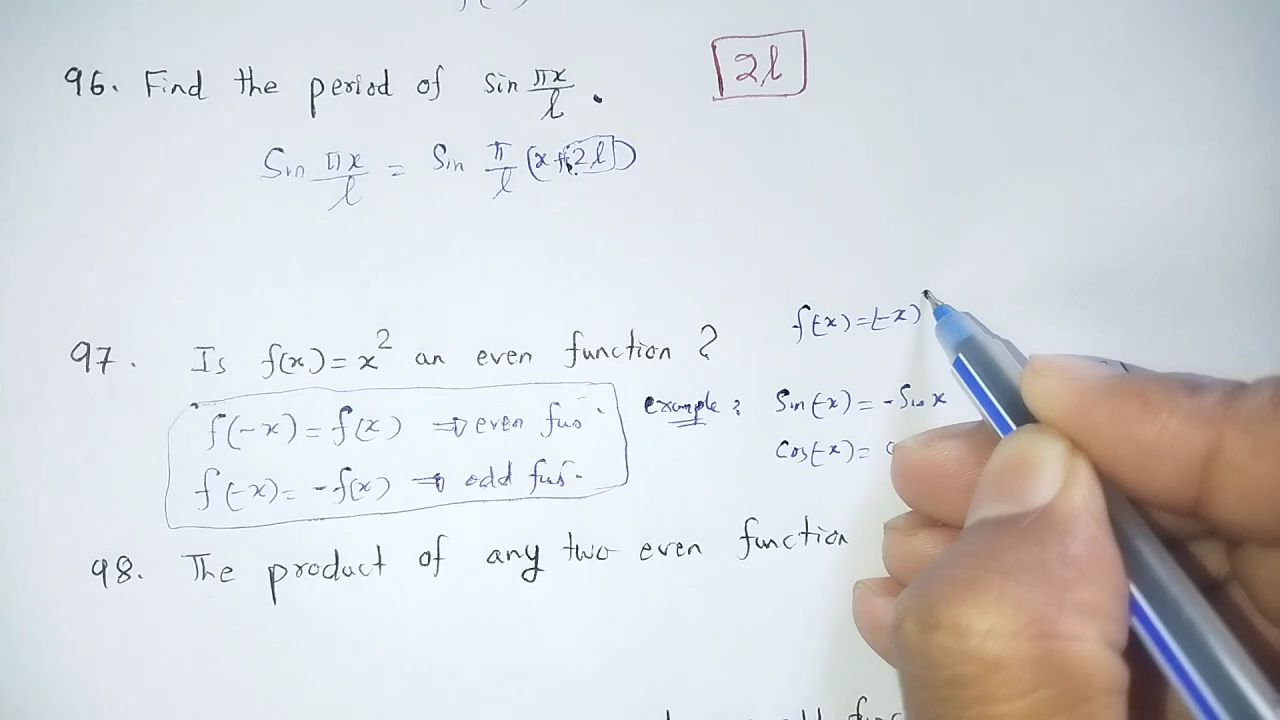 96. Find the period of sin πx/l . 2l
Sin πx/l = Sin π/l (x+2l)
f(-x)=(-x)
97. Is f(x)=x² an even function ?
f(-x)=f(x) ⇒ even fun.
example: Sin(-x) = -Sin x
Cos(-x) =
f(-x)= -f(x) ⇒ odd fun.
98. The product of any two even function